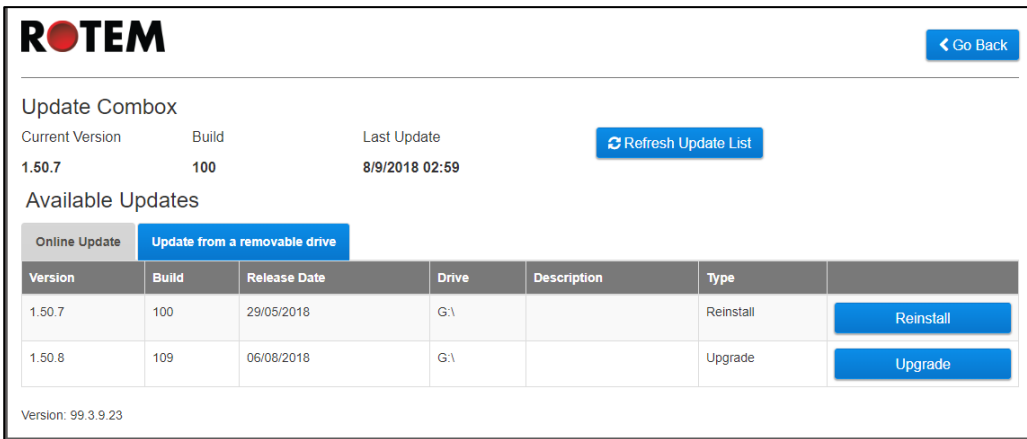 ROTEM
Go Back
Update Combox
Current Version Build Last Update
Refresh Update List
1.50.7 100 8/9/2018 02:59
Available Updates
Online Update Update from a removable drive
Version Build Release Date Drive Description Type
1.50.7 100 29/05/2018 G:\ Reinstall Reinstall
1.50.8 109 06/08/2018 G:\ Upgrade Upgrade
Version: 99.3.9.23